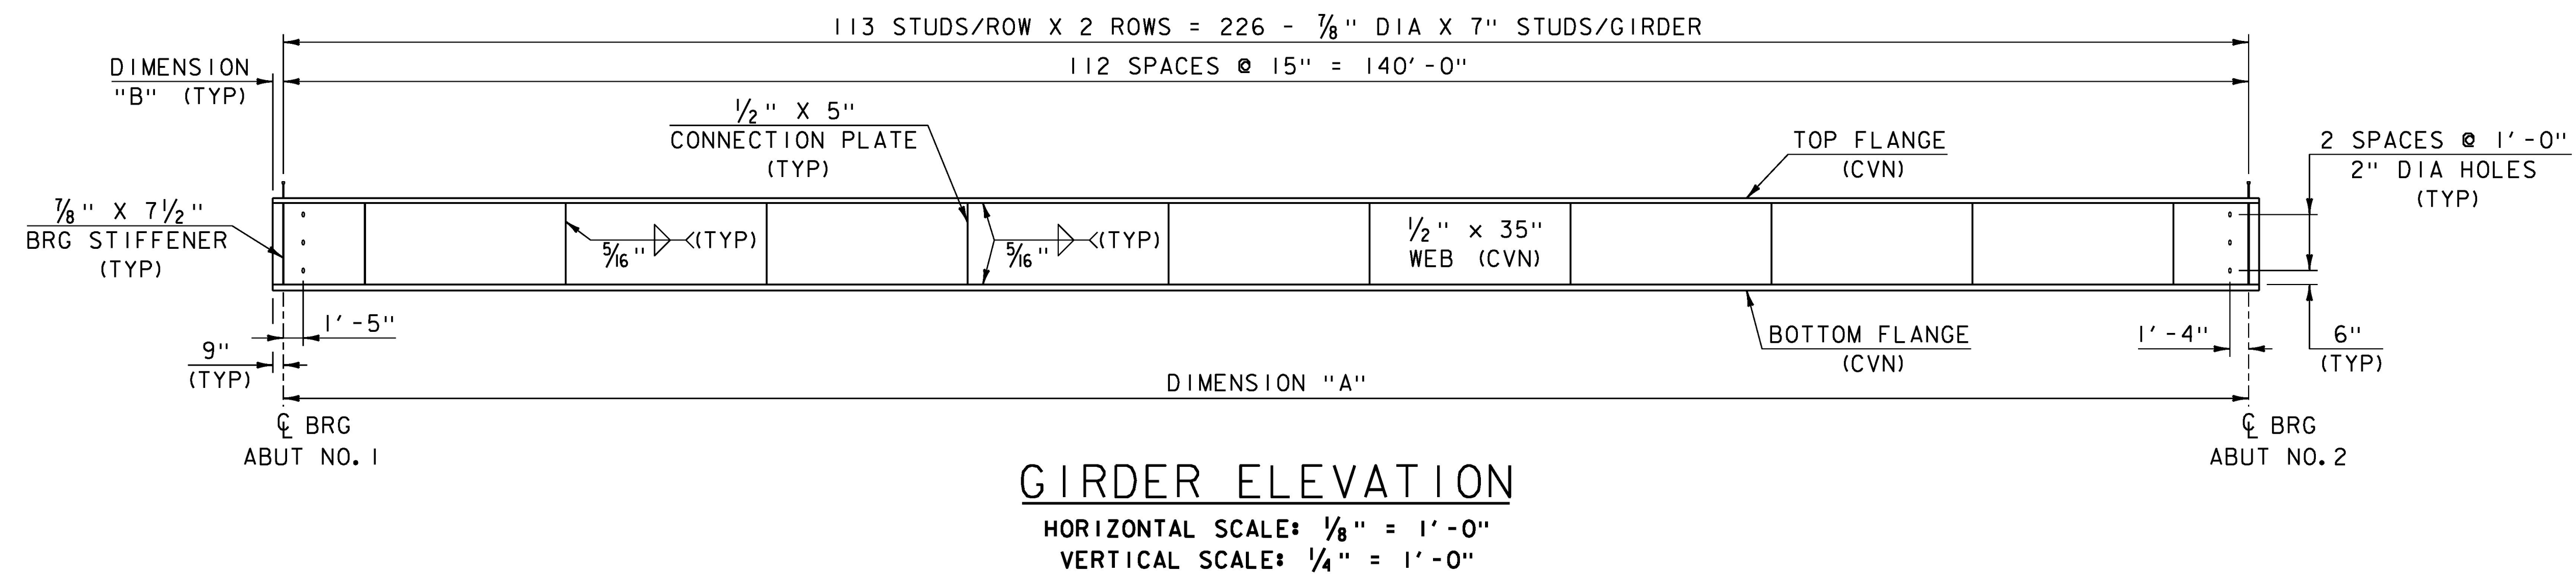 113 STUDS/ROW X 2 ROWS = 226 - 7/8" DIA X 7" STUDS/GIRDER
DIMENSION
"B" (TYP)
112 SPACES @ 15" = 140'-0"
1/2" X 5"
CONNECTION PLATE
(TYP)
TOP FLANGE
(CVN)
2 SPACES @ 1'-0"
2" DIA HOLES
(TYP)
7/8" X 7 1/2"
BRG STIFFENER
(TYP)
5/16" (TYP)
5/16" (TYP)
1/2" x 35"
WEB (CVN)
1'-5"
9"
(TYP)
BOTTOM FLANGE
(CVN)
1'-4"
6"
(TYP)
DIMENSION "A"
℄ BRG
ABUT NO. 1
℄ BRG
ABUT NO. 2
GIRDER ELEVATION
HORIZONTAL SCALE: 1/8" = 1'-0"
VERTICAL SCALE: 1/4" = 1'-0"